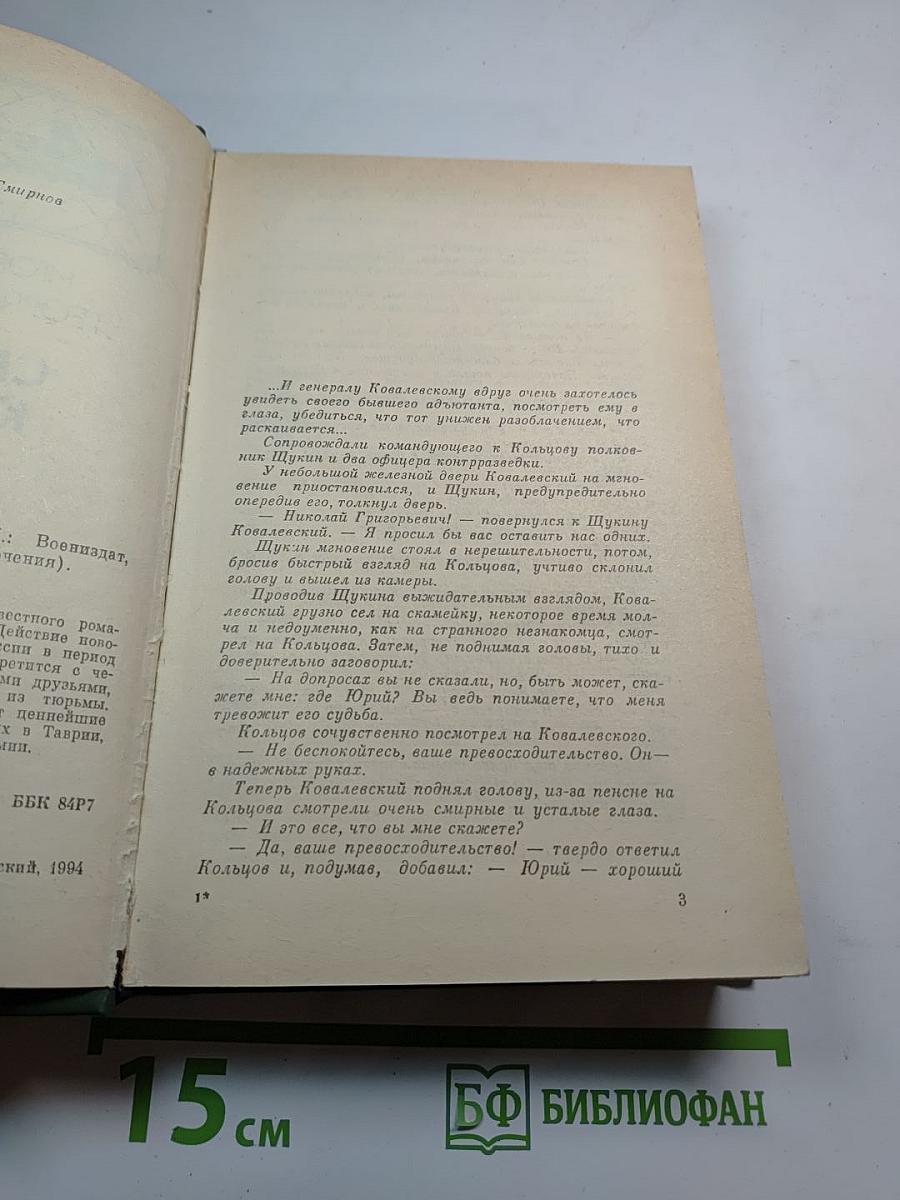 Смирнов
.: Воениздат,
чения).
вестного рома-
Действие ново-
ссии в период
ретится с че-
ми друзьями,
из тюрьмы.
т ценнейшие
х в Таврии,
мии.
ББК 84Р7
ский, 1994
...И генералу Ковалевскому вдруг очень захотелось
увидеть своего бывшего адъютанта, посмотреть ему в
глаза, убедиться, что тот унижен разоблачением, что
раскаивается...
Сопровождали командующего к Кольцову полков-
ник Щукин и два офицера контрразведки.
У небольшой железной двери Ковалевский на мгно-
вение приостановился, и Щукин, предупредительно
опередив его, толкнул дверь.
— Николай Григорьевич! — повернулся к Щукину
Ковалевский. — Я просил бы вас оставить нас одних.
Щукин мгновение стоял в нерешительности, потом,
бросив быстрый взгляд на Кольцова, учтиво склонил
голову и вышел из камеры.
Проводив Щукина выжидательным взглядом, Кова-
левский грузно сел на скамейку, некоторое время мол-
ча и недоуменно, как на странного незнакомца, смот-
рел на Кольцова. Затем, не поднимая головы, тихо и
доверительно заговорил:
— На допросах вы не сказали, но, быть может, ска-
жете мне: где Юрий? Вы ведь понимаете, что меня
тревожит его судьба.
Кольцов сочувственно посмотрел на Ковалевского.
— Не беспокойтесь, ваше превосходительство. Он —
в надежных руках.
Теперь Ковалевский поднял голову, из-за пенсне на
Кольцова смотрели очень смирные и усталые глаза.
— И это все, что вы мне скажете?
— Да, ваше превосходительство! — твердо ответил
Кольцов и, подумав, добавил: — Юрий — хороший
1*
3
15 см
БФ БИБЛИОФАН